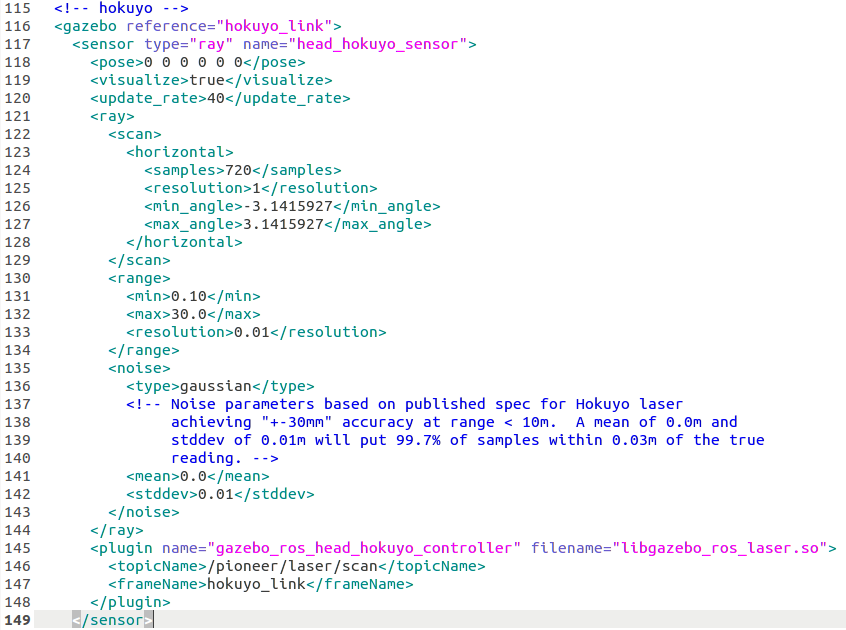 115 <!-- hokuyo -->
116 <gazebo reference="hokuyo_link">
117 <sensor type="ray" name="head_hokuyo_sensor">
118 <pose>0 0 0 0 0 0</pose>
119 <visualize>true</visualize>
120 <update_rate>40</update_rate>
121 <ray>
122 <scan>
123 <horizontal>
124 <samples>720</samples>
125 <resolution>1</resolution>
126 <min_angle>-3.1415927</min_angle>
127 <max_angle>3.1415927</max_angle>
128 </horizontal>
129 </scan>
130 <range>
131 <min>0.10</min>
132 <max>30.0</max>
133 <resolution>0.01</resolution>
134 </range>
135 <noise>
136 <type>gaussian</type>
137 <!-- Noise parameters based on published spec for Hokuyo laser
138 achieving "+-30mm" accuracy at range < 10m.  A mean of 0.0m and
139 stddev of 0.01m will put 99.7% of samples within 0.03m of the true
140 reading. -->
141 <mean>0.0</mean>
142 <stddev>0.01</stddev>
143 </noise>
144 </ray>
145 <plugin name="gazebo_ros_head_hokuyo_controller" filename="libgazebo_ros_laser.so">
146 <topicName>/pioneer/laser/scan</topicName>
147 <frameName>hokuyo_link</frameName>
148 </plugin>
149 </sensor>